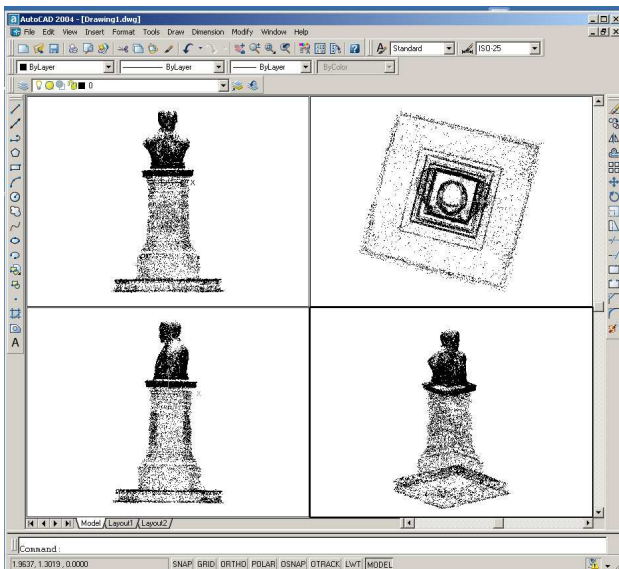 AutoCAD 2004 - [Drawing1.dwg]
File Edit View Insert Format Tools Draw Dimension Modify Window Help
Standard ISO-25
ByLayer ByLayer ByLayer ByColor
0
X
X
A
Model Layout1 Layout2
Command:
1.9637, 1.3019 , 0.0000 SNAP GRID ORTHO POLAR OSNAP OTRACK LWT MODEL